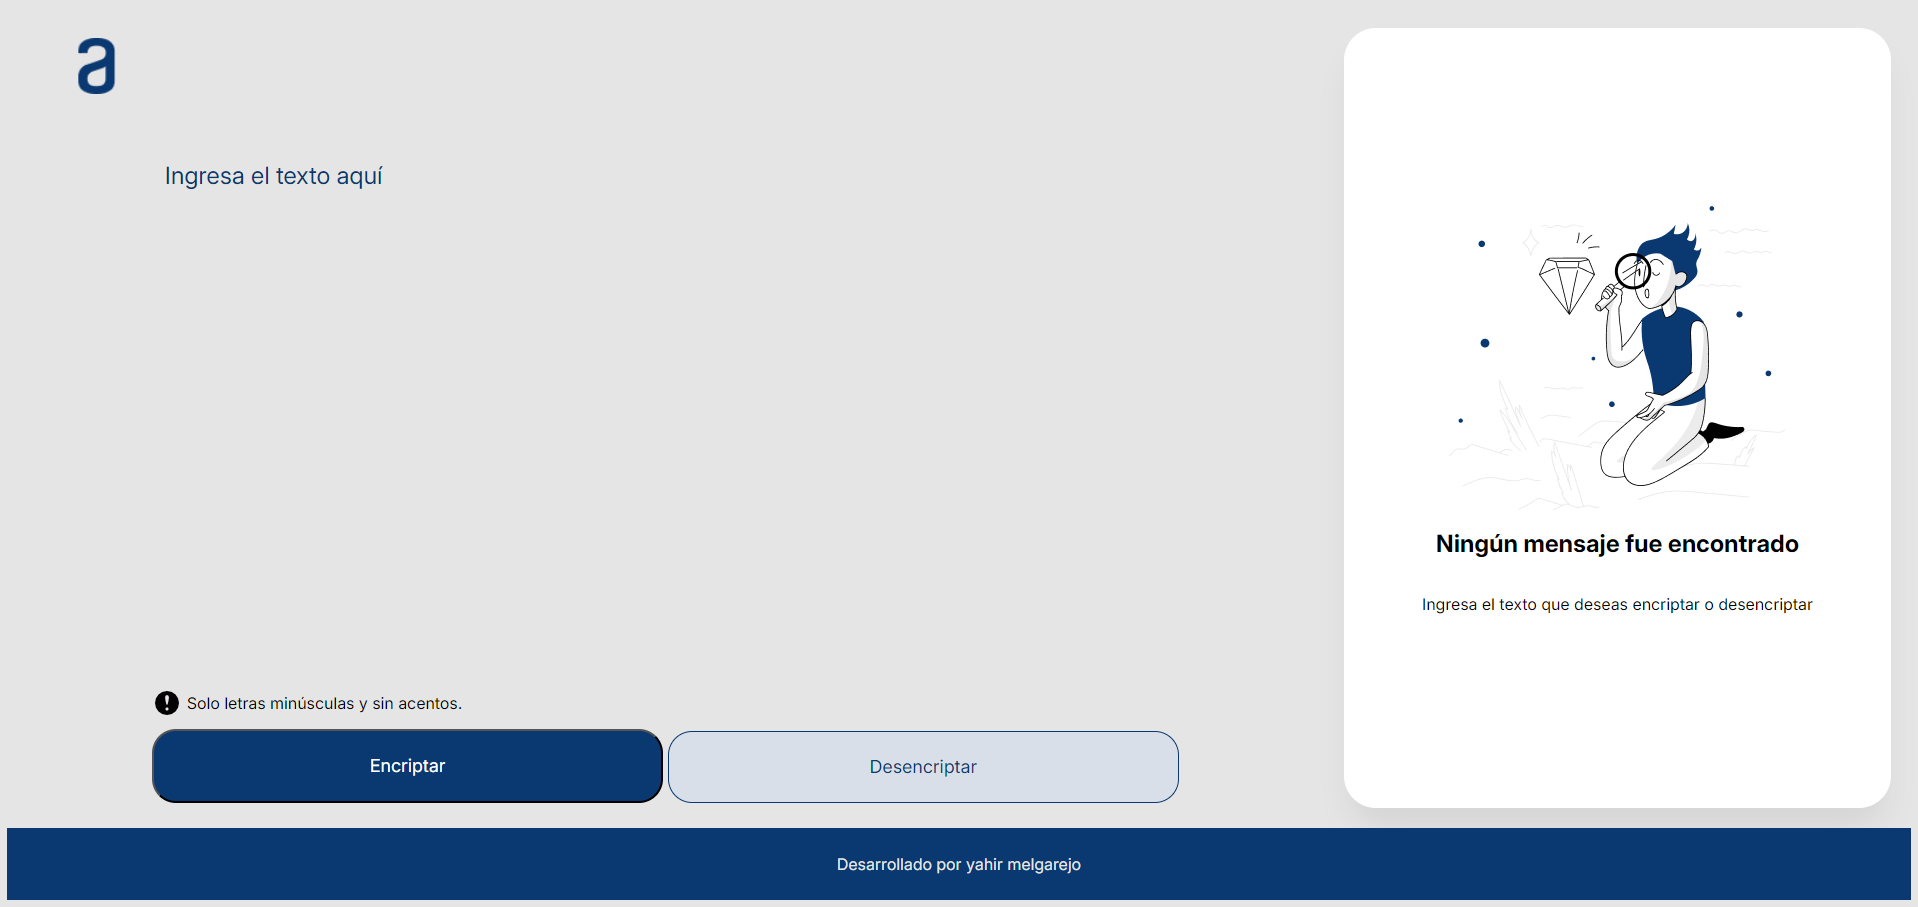 a
Ingresa el texto aquí
Solo letras minúsculas y sin acentos.
Encriptar
Desencriptar
Ningún mensaje fue encontrado
Ingresa el texto que deseas encriptar o desencriptar
Desarrollado por yahir melgarejo